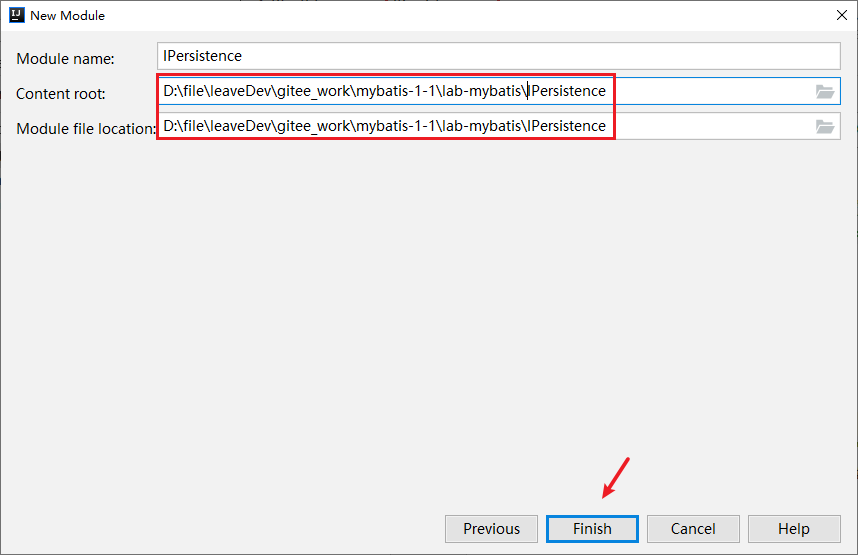 New Module
Module name: IPersistence
Content root: D:\file\leaveDev\gitee_work\mybatis-1-1\lab-mybatis\IPersistence
Module file location: D:\file\leaveDev\gitee_work\mybatis-1-1\lab-mybatis\IPersistence
Previous Finish Cancel Help